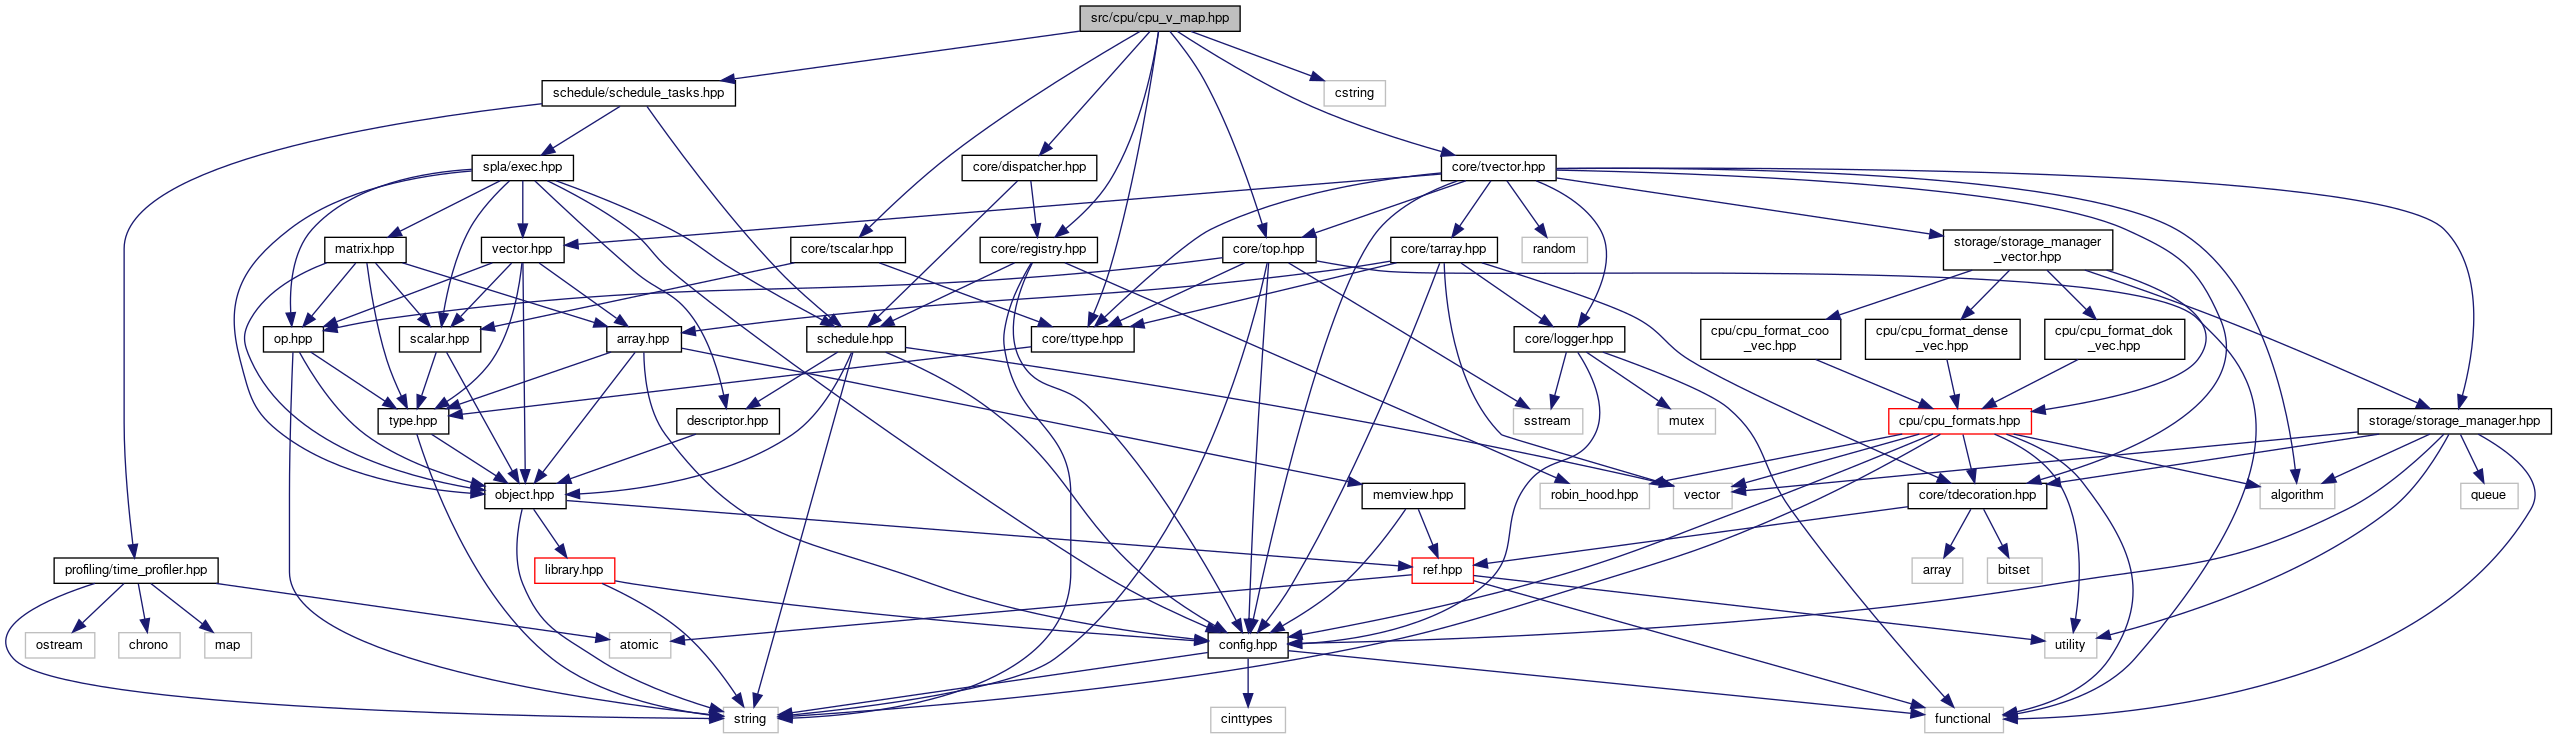 src/cpu/cpu_v_map.hpp
schedule/schedule_tasks.hpp
cstring
spla/exec.hpp
core/dispatcher.hpp
core/tvector.hpp
matrix.hpp
vector.hpp
core/tscalar.hpp
core/registry.hpp
core/top.hpp
core/tarray.hpp
random
storage/storage_manager
_vector.hpp
op.hpp
scalar.hpp
array.hpp
schedule.hpp
core/ttype.hpp
core/logger.hpp
cpu/cpu_format_coo
_vec.hpp
cpu/cpu_format_dense
_vec.hpp
cpu/cpu_format_dok
_vec.hpp
type.hpp
descriptor.hpp
sstream
mutex
cpu/cpu_formats.hpp
storage/storage_manager.hpp
object.hpp
memview.hpp
robin_hood.hpp
vector
core/tdecoration.hpp
algorithm
queue
profiling/time_profiler.hpp
library.hpp
ref.hpp
array
bitset
ostream
chrono
map
atomic
config.hpp
utility
string
cinttypes
functional